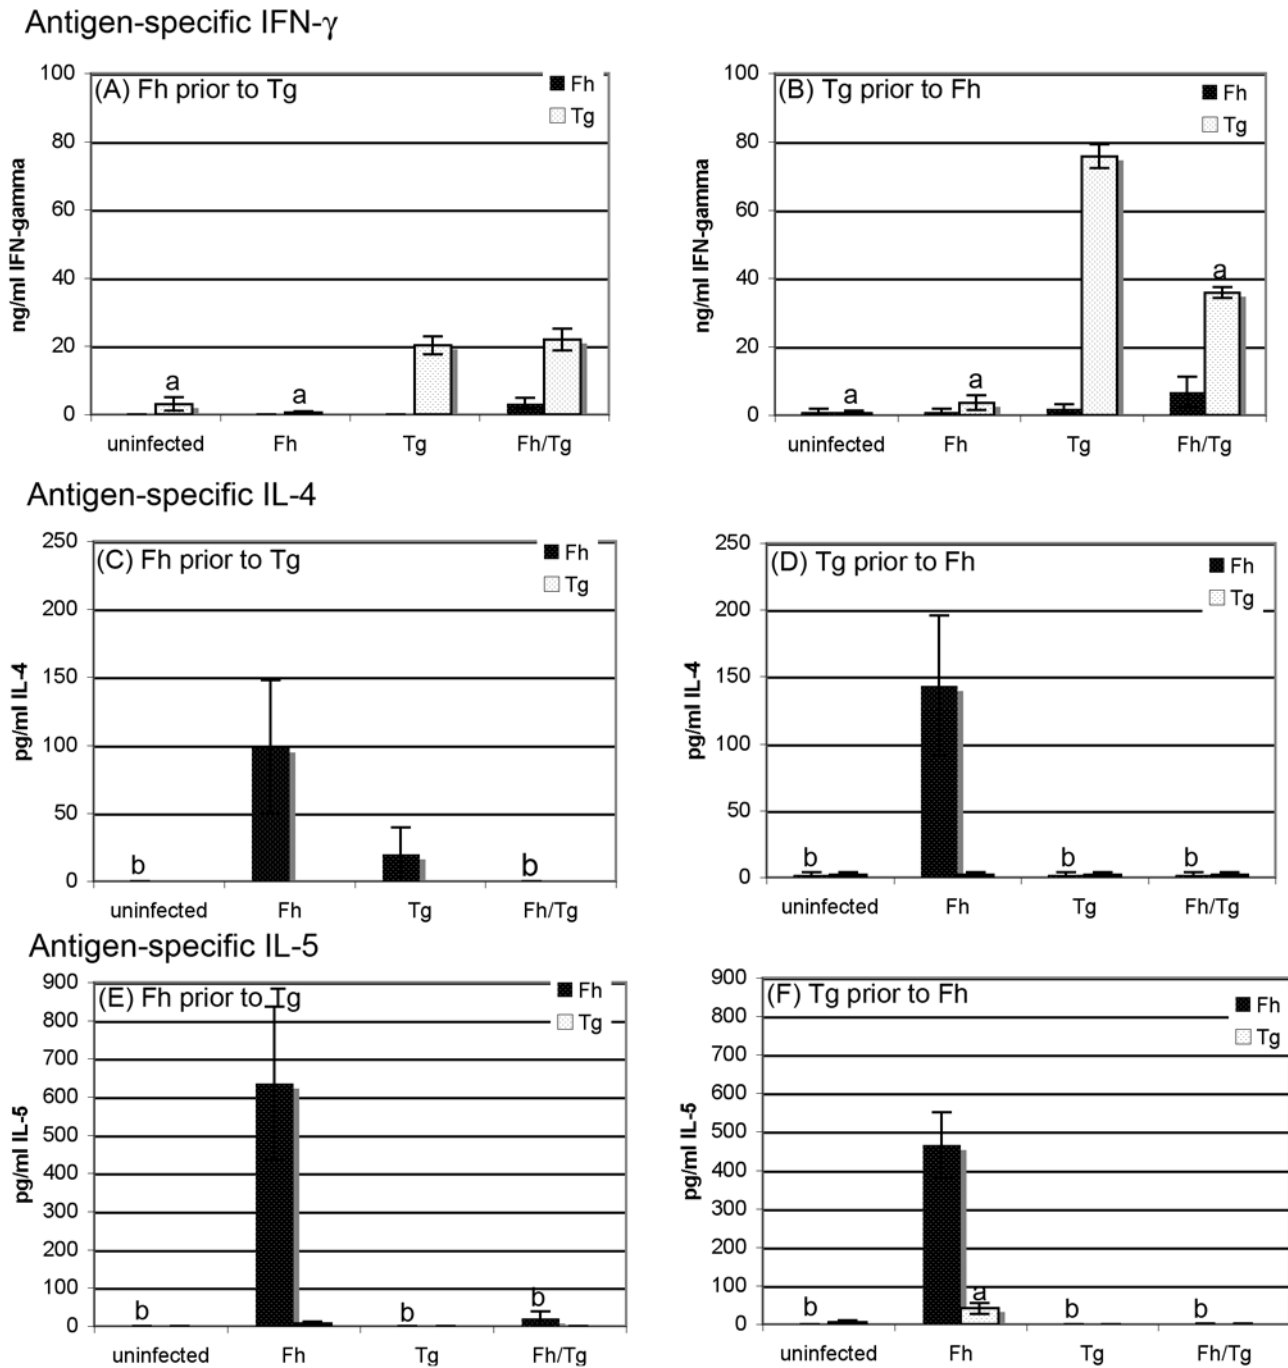 Antigen-specific IFN-γ
(A) Fh prior to Tg
Fh
Tg
ng/ml IFN-gamma
100
80
60
40
20
0
a
a
uninfected Fh Tg Fh/Tg
(B) Tg prior to Fh
Fh
Tg
ng/ml IFN-gamma
100
80
60
40
20
0
a
a
a
uninfected Fh Tg Fh/Tg
Antigen-specific IL-4
(C) Fh prior to Tg
Fh
Tg
pg/ml IL-4
250
200
150
100
50
0
b
b
uninfected Fh Tg Fh/Tg
(D) Tg prior to Fh
Fh
Tg
pg/ml IL-4
250
200
150
100
50
0
b
b
b
uninfected Fh Tg Fh/Tg
Antigen-specific IL-5
(E) Fh prior to Tg
Fh
Tg
pg/ml IL-5
900
800
700
600
500
400
300
200
100
0
b
b
b
uninfected Fh Tg Fh/Tg
(F) Tg prior to Fh
Fh
Tg
pg/ml IL-5
900
800
700
600
500
400
300
200
100
0
b
a
b
b
uninfected Fh Tg Fh/Tg